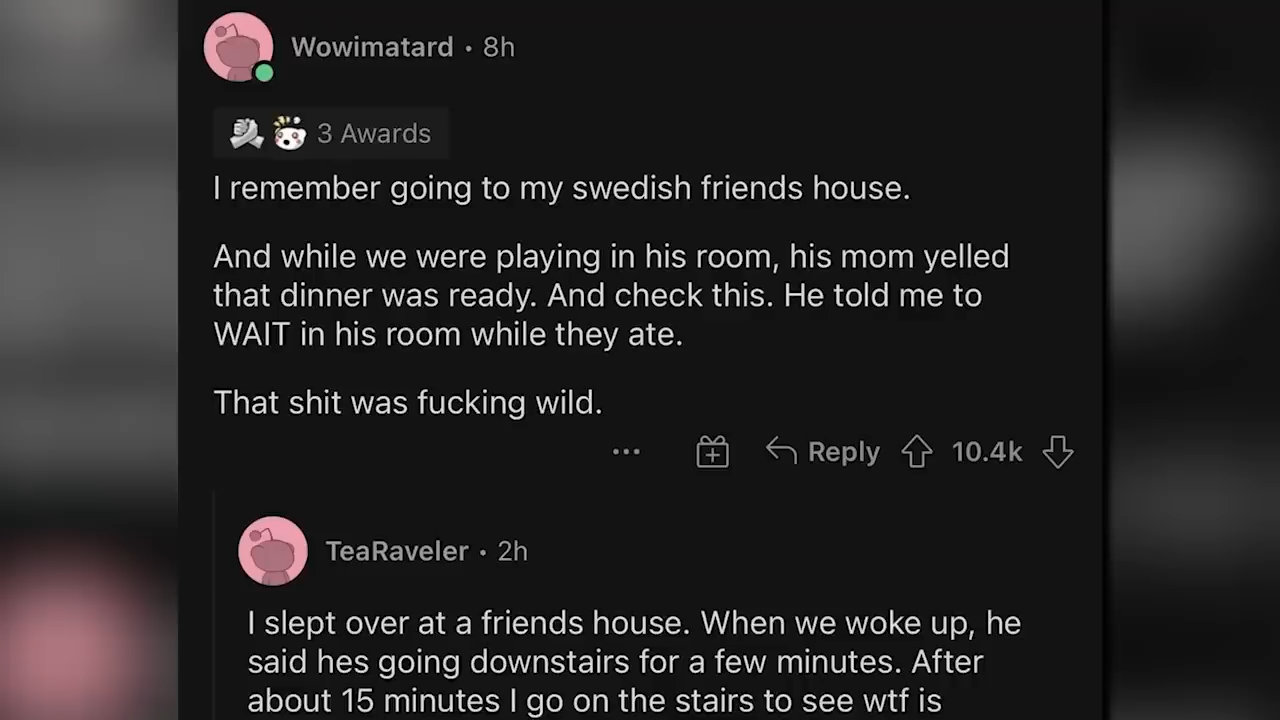 Wowimatard • 8h
3 Awards
I remember going to my swedish friends house.
And while we were playing in his room, his mom yelled
that dinner was ready. And check this. He told me to
WAIT in his room while they ate.
That shit was fucking wild.
... Reply 10.4k
TeaRaveler • 2h
I slept over at a friends house. When we woke up, he
said hes going downstairs for a few minutes. After
about 15 minutes I go on the stairs to see wtf is